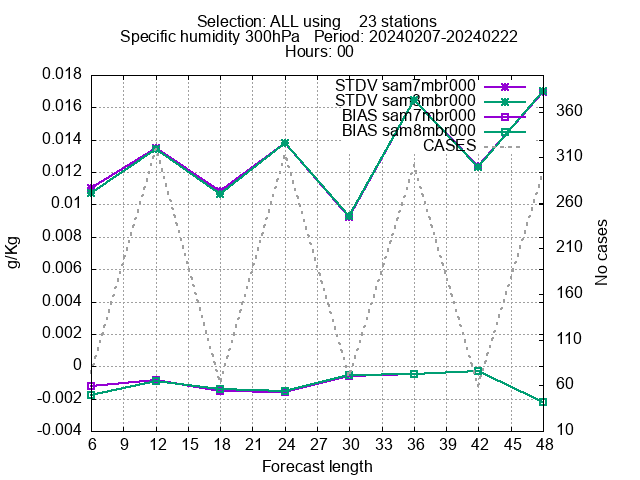 Selection: ALL using 23 stations
Specific humidity 300hPa Period: 20240207-20240222
Hours: 00
STDV sam7mbr000
STDV sam8mbr000
BIAS sam7mbr000
BIAS sam8mbr000
CASES
0.018
0.016
0.014
0.012
0.01
0.008
0.006
0.004
0.002
0
-0.002
-0.004
g/Kg
360
310
260
210
160
110
60
10
No cases
6 9 12 15 18 21 24 27 30 33 36 39 42 45 48
Forecast length